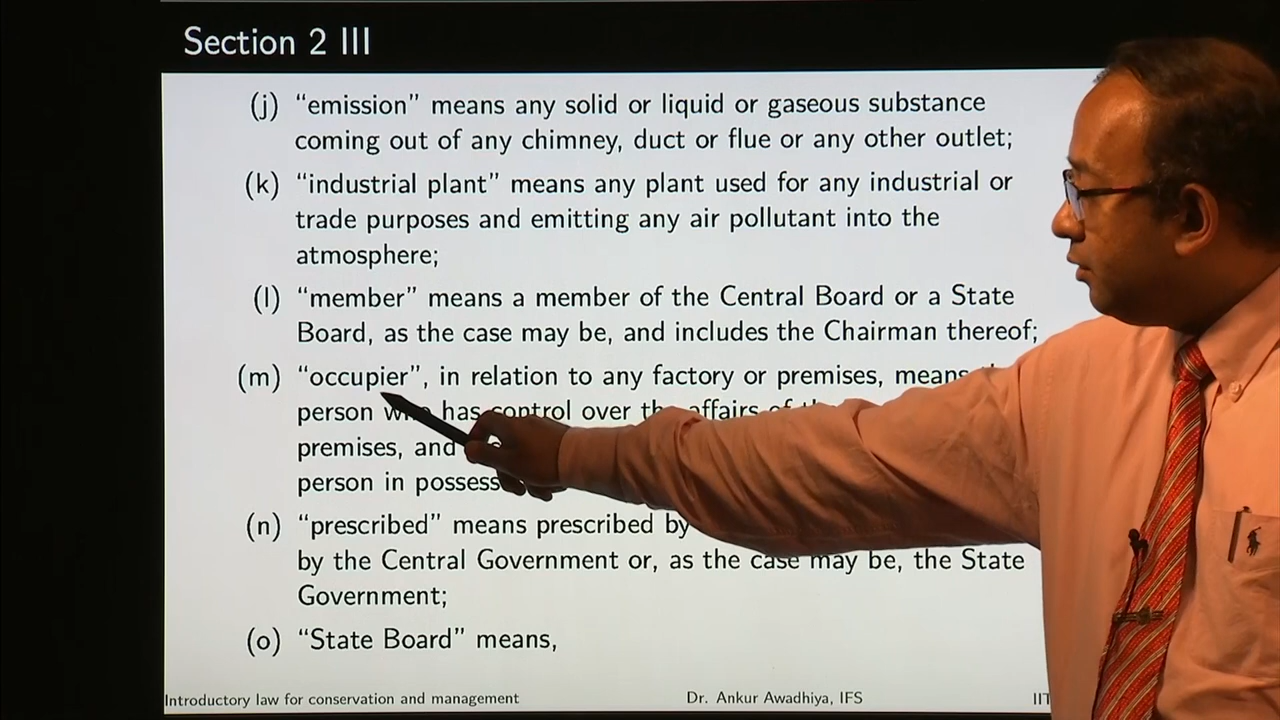 Section 2 III
(j) “emission” means any solid or liquid or gaseous substance
coming out of any chimney, duct or flue or any other outlet;
(k) “industrial plant” means any plant used for any industrial or
trade purposes and emitting any air pollutant into the
atmosphere;
(l) “member” means a member of the Central Board or a State
Board, as the case may be, and includes the Chairman thereof;
(m) “occupier”, in relation to any factory or premises, means
person has control over the affairs of
premises, and
person in
(n) “prescribed” means prescribed by
by the Central Government or, as the case may be, the State
Government;
(o) “State Board” means,
Introductory law for conservation and management Dr. Ankur Awadhiya, IFS IIT